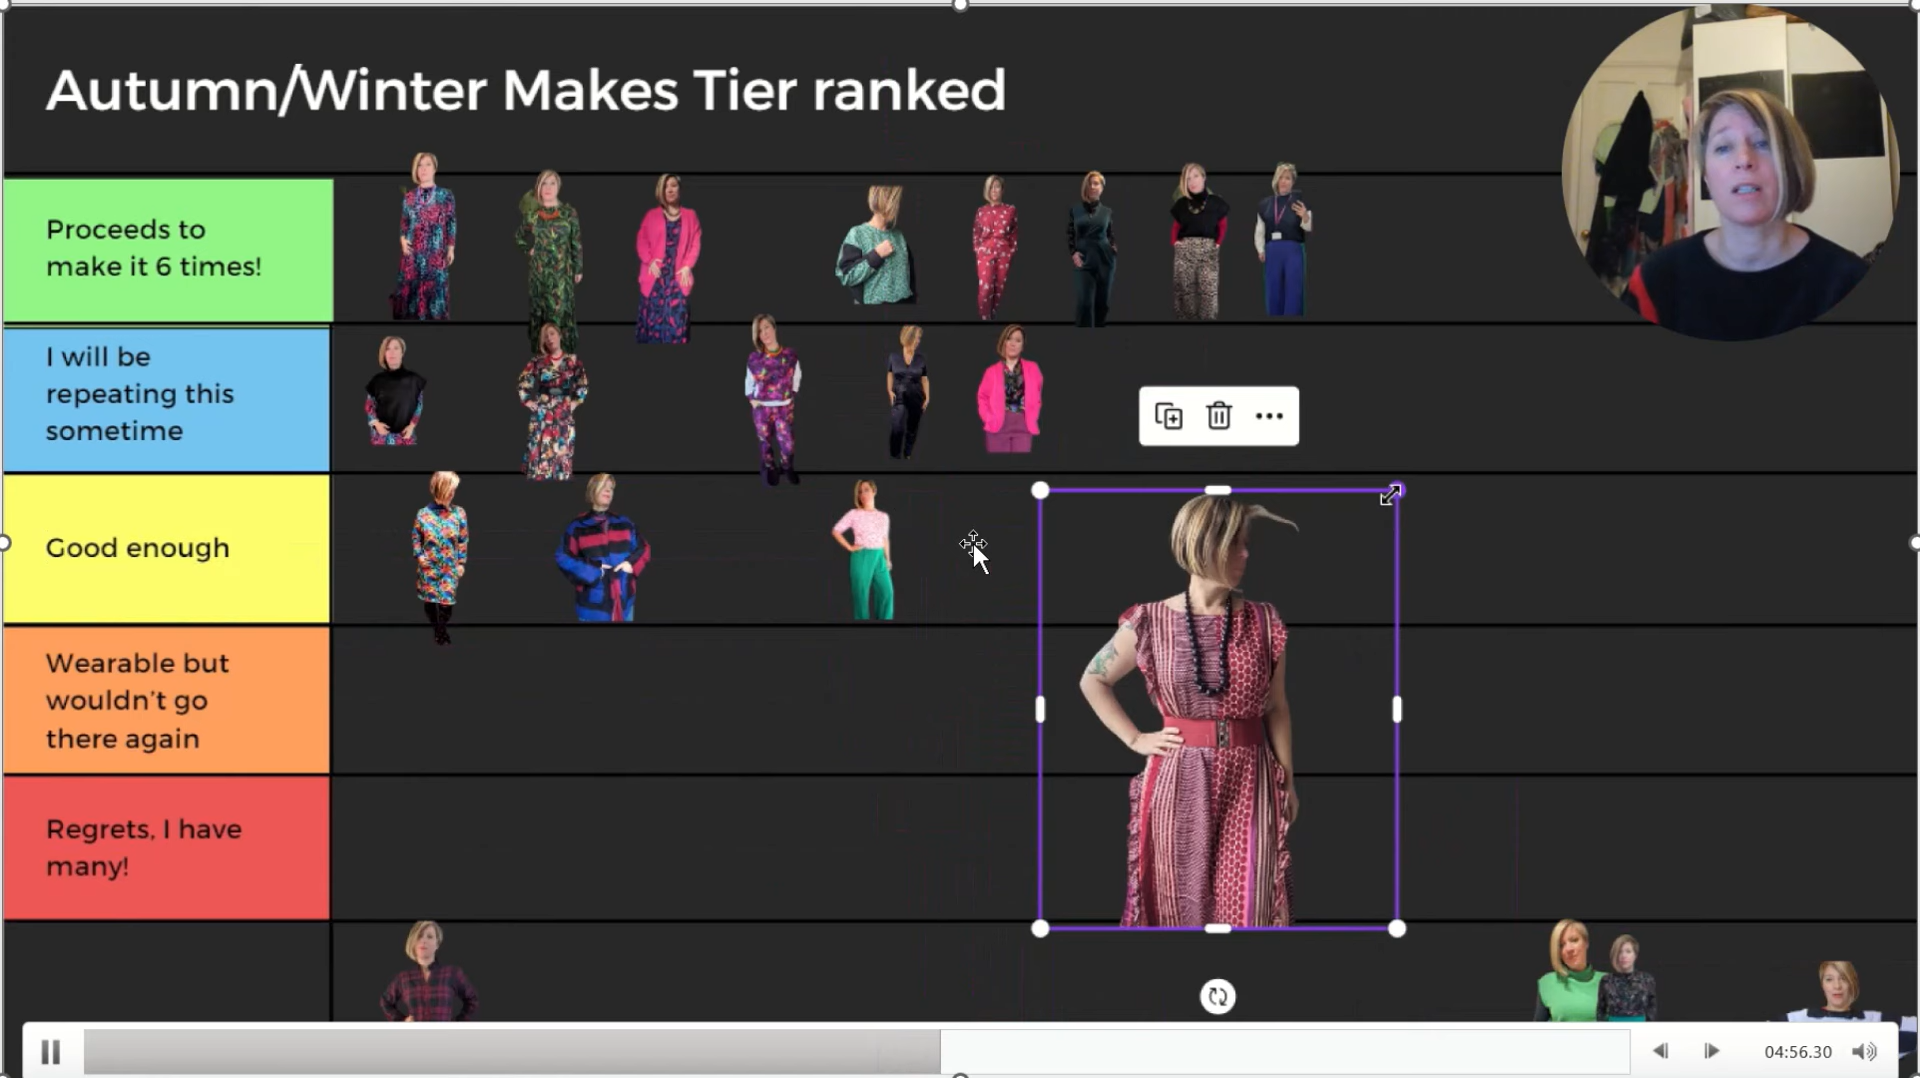 Autumn/Winter Makes Tier ranked
Proceeds to
make it 6 times!
I will be
repeating this
sometime
Good enough
Wearable but
wouldn't go
there again
Regrets, I have
many!
04:56.30